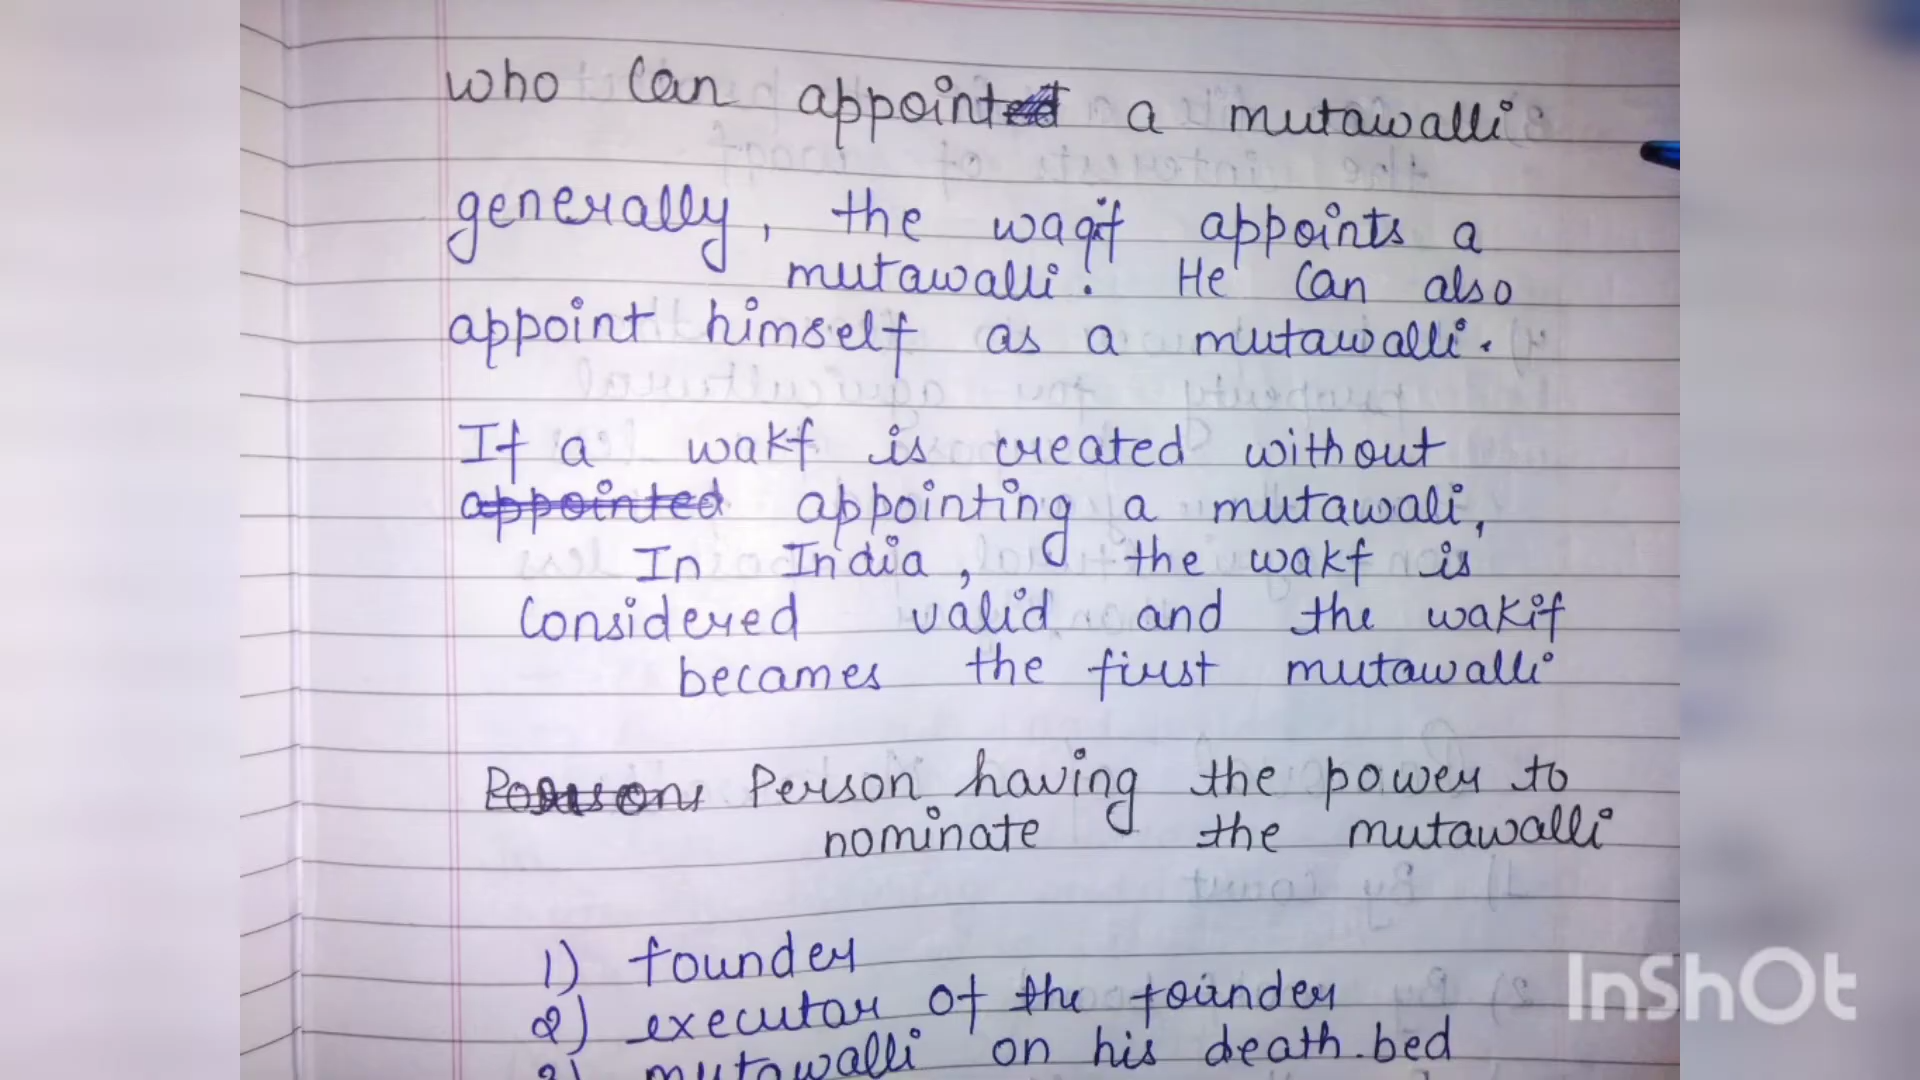 who can appoint a mutawalli
generally, the waqif appoints a
mutawalli. He can also
appoint himself as a mutawalli.
If a wakf is created without
appointed appointing a mutawali,
In India, the wakf is
considered valid and the wakif
becames the first mutawalli
Person having the power to
nominate the mutawalli
1) founder
2) executar of the founder
3) mutawalli on his death.bed
InShOt